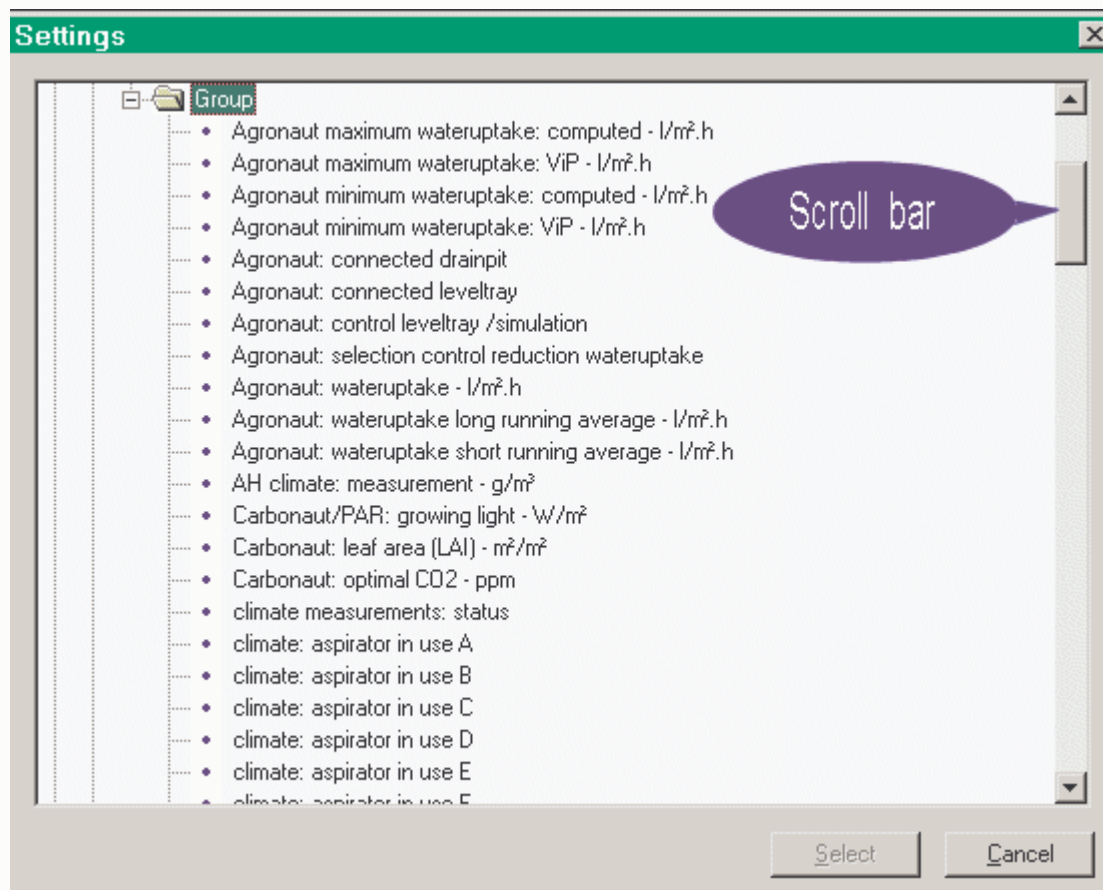 Settings
Group
Agronaut maximum wateruptake: computed - l/m².h
Agronaut maximum wateruptake: ViP - l/m².h
Agronaut minimum wateruptake: computed - l/m².h
Agronaut minimum wateruptake: ViP - l/m².h
Scroll bar
Agronaut: connected drainpit
Agronaut: connected leveltray
Agronaut: control leveltray /simulation
Agronaut: selection control reduction wateruptake
Agronaut: wateruptake - l/m².h
Agronaut: wateruptake long running average - l/m².h
Agronaut: wateruptake short running average - l/m².h
AH climate: measurement - g/m³
Carbonaut/PAR: growing light - W/m²
Carbonaut: leaf area (LAI) - m²/m²
Carbonaut: optimal CO2 - ppm
climate measurements: status
climate: aspirator in use A
climate: aspirator in use B
climate: aspirator in use C
climate: aspirator in use D
climate: aspirator in use E
climate: aspirator in use F
Select Cancel